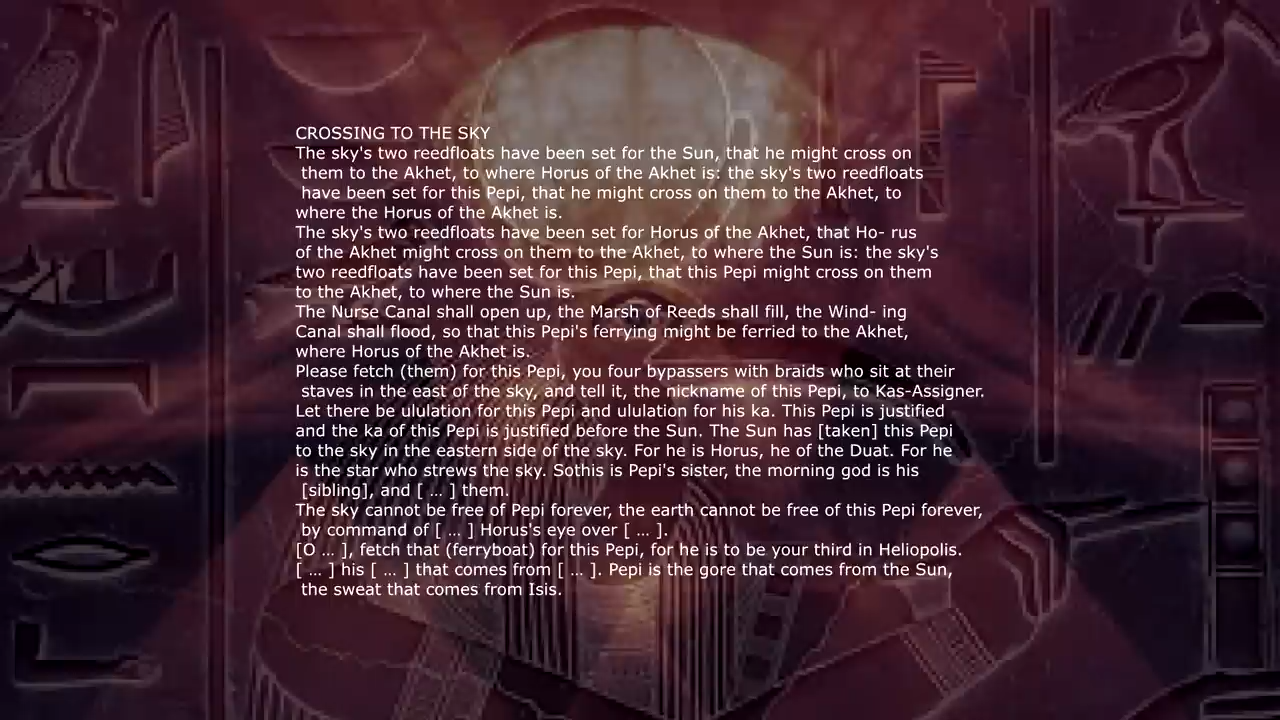 CROSSING TO THE SKY
The sky's two reedfloats have been set for the Sun, that he might cross on
them to the Akhet, to where Horus of the Akhet is: the sky's two reedfloats
have been set for this Pepi, that he might cross on them to the Akhet, to
where the Horus of the Akhet is.
The sky's two reedfloats have been set for Horus of the Akhet, that Ho- rus
of the Akhet might cross on them to the Akhet, to where the Sun is: the sky's
two reedfloats have been set for this Pepi, that this Pepi might cross on them
to the Akhet, to where the Sun is.
The Nurse Canal shall open up, the Marsh of Reeds shall fill, the Wind- ing
Canal shall flood, so that this Pepi's ferrying might be ferried to the Akhet,
where Horus of the Akhet is.
Please fetch (them) for this Pepi, you four bypassers with braids who sit at their
staves in the east of the sky, and tell it, the nickname of this Pepi, to Kas-Assigner.
Let there be ululation for this Pepi and ululation for his ka. This Pepi is justified
and the ka of this Pepi is justified before the Sun. The Sun has [taken] this Pepi
to the sky in the eastern side of the sky. For he is Horus, he of the Duat. For he
is the star who strews the sky. Sothis is Pepi's sister, the morning god is his
[sibling], and [ ... ] them.
The sky cannot be free of Pepi forever, the earth cannot be free of this Pepi forever,
by command of [ ... ] Horus's eye over [ ... ].
[O ... ], fetch that (ferryboat) for this Pepi, for he is to be your third in Heliopolis.
[ ... ] his [ ... ] that comes from [ ... ]. Pepi is the gore that comes from the Sun,
the sweat that comes from Isis.